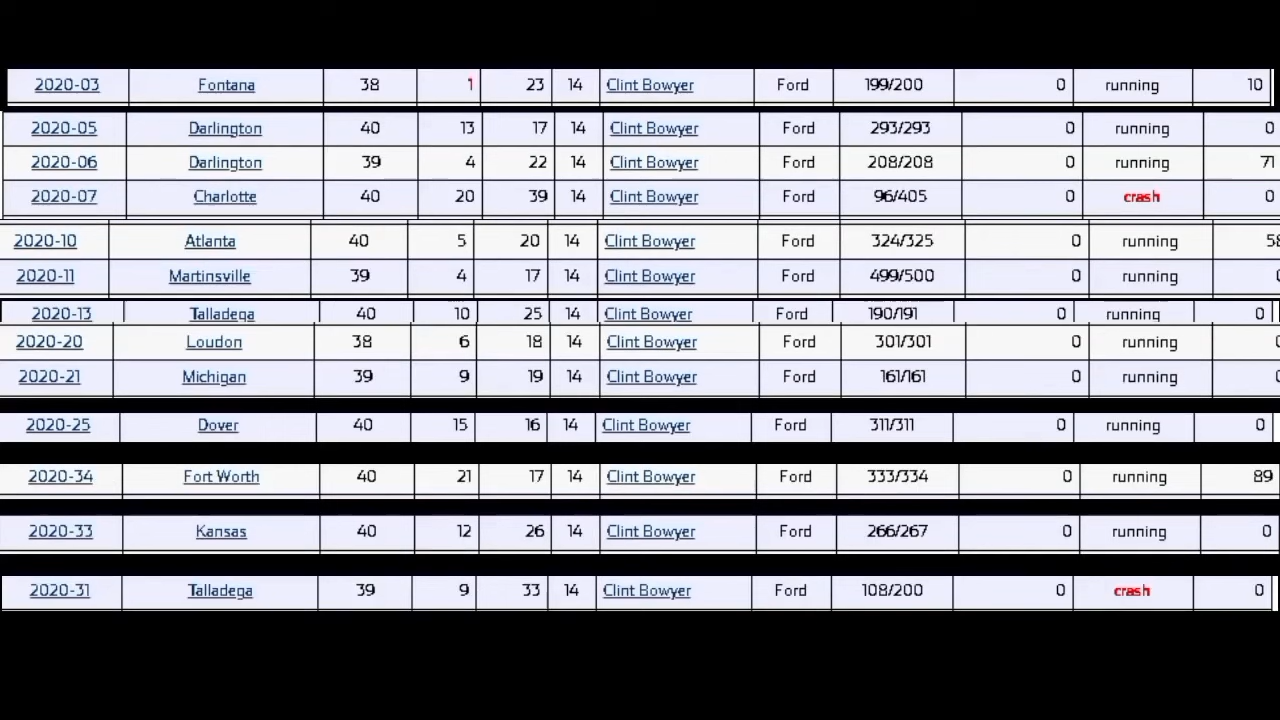 2020-03 Fontana 38 1 23 14 Clint Bowyer Ford 199/200 0 running 10
2020-05 Darlington 40 13 17 14 Clint Bowyer Ford 293/293 0 running 0
2020-06 Darlington 39 4 22 14 Clint Bowyer Ford 208/208 0 running 71
2020-07 Charlotte 40 20 39 14 Clint Bowyer Ford 96/405 0 crash 0
2020-10 Atlanta 40 5 20 14 Clint Bowyer Ford 324/325 0 running 58
2020-11 Martinsville 39 4 17 14 Clint Bowyer Ford 499/500 0 running 0
2020-13 Talladega 40 10 25 14 Clint Bowyer Ford 190/191 0 running 0
2020-20 Loudon 38 6 18 14 Clint Bowyer Ford 301/301 0 running 0
2020-21 Michigan 39 9 19 14 Clint Bowyer Ford 161/161 0 running 0
2020-25 Dover 40 15 16 14 Clint Bowyer Ford 311/311 0 running 0
2020-34 Fort Worth 40 21 17 14 Clint Bowyer Ford 333/334 0 running 89
2020-33 Kansas 40 12 26 14 Clint Bowyer Ford 266/267 0 running 0
2020-31 Talladega 39 9 33 14 Clint Bowyer Ford 108/200 0 crash 0